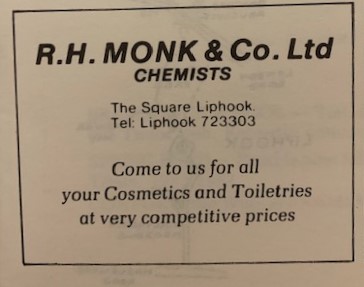 R.H. MONK & Co. Ltd
CHEMISTS
The Square Liphook.
Tel: Liphook 723303
Come to us for all
your Cosmetics and Toiletries
at very competitive prices